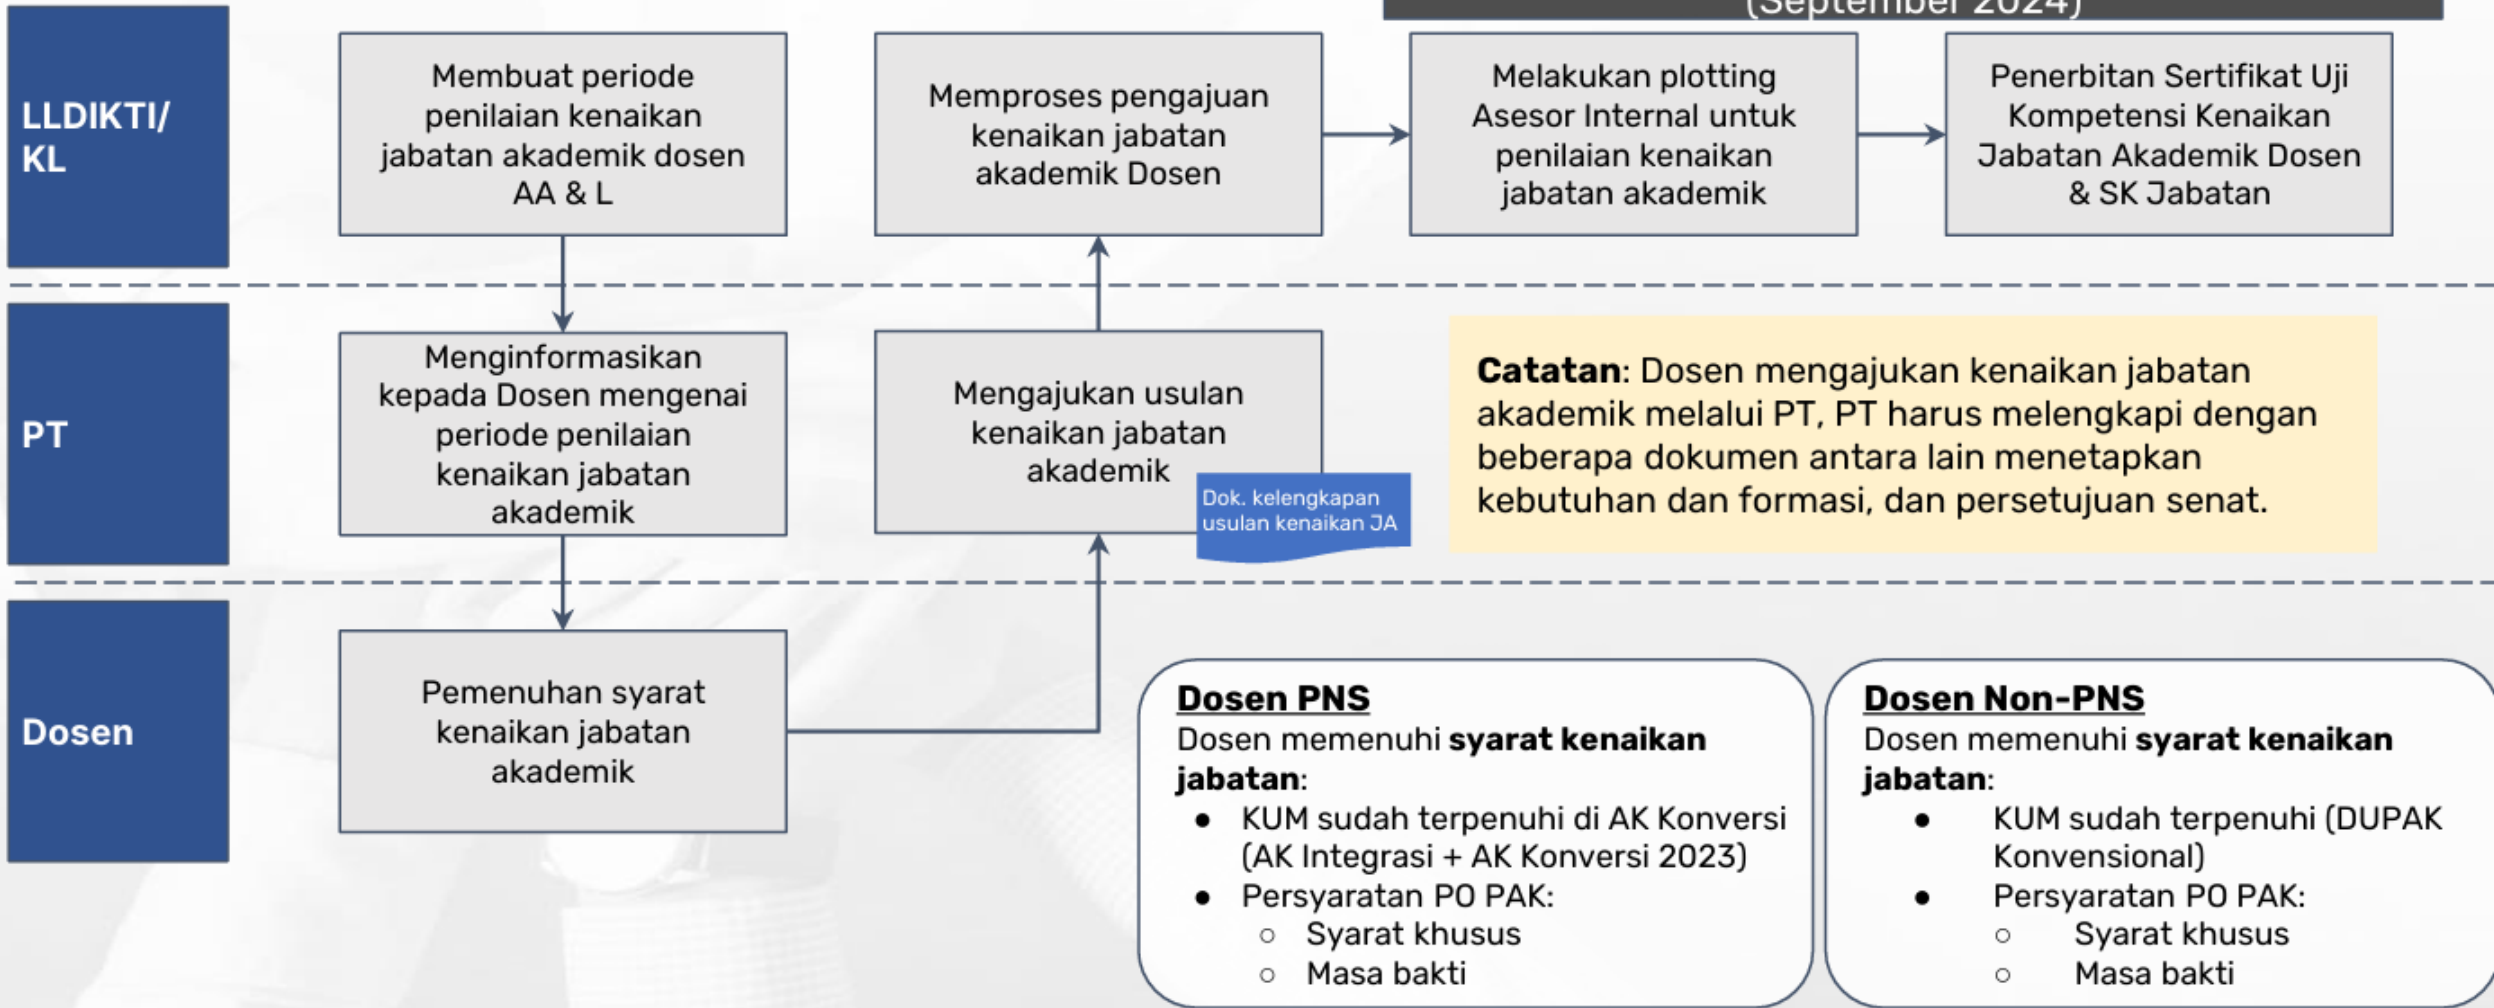 (September 2024)
LLDIKTI/
KL
Membuat periode
penilaian kenaikan
jabatan akademik dosen
AA & L
Memproses pengajuan
kenaikan jabatan
akademik Dosen
Melakukan plotting
Asesor Internal untuk
penilaian kenaikan
jabatan akademik
Penerbitan Sertifikat Uji
Kompetensi Kenaikan
Jabatan Akademik Dosen
& SK Jabatan
PT
Menginformasikan
kepada Dosen mengenai
periode penilaian
kenaikan jabatan
akademik
Mengajukan usulan
kenaikan jabatan
akademik
Dok. kelengkapan
usulan kenaikan JA
Catatan: Dosen mengajukan kenaikan jabatan
akademik melalui PT, PT harus melengkapi dengan
beberapa dokumen antara lain menetapkan
kebutuhan dan formasi, dan persetujuan senat.
Dosen
Pemenuhan syarat
kenaikan jabatan
akademik
Dosen PNS
Dosen memenuhi syarat kenaikan
jabatan:
● KUM sudah terpenuhi di AK Konversi
(AK Integrasi + AK Konversi 2023)
● Persyaratan PO PAK:
○ Syarat khusus
○ Masa bakti
Dosen Non-PNS
Dosen memenuhi syarat kenaikan
jabatan:
● KUM sudah terpenuhi (DUPAK
Konvensional)
● Persyaratan PO PAK:
○ Syarat khusus
○ Masa bakti